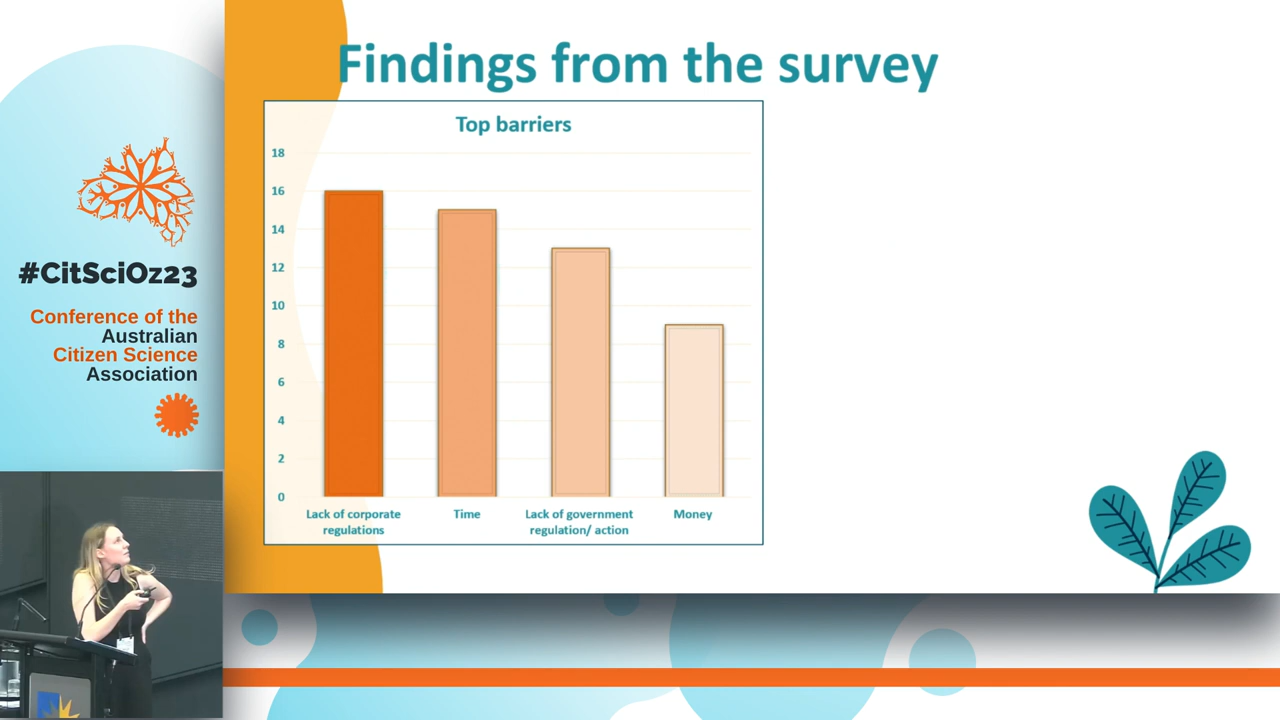 Findings from the survey
Top barriers
18
16
14
12
10
8
6
4
2
0
Lack of corporate
regulations
Time
Lack of government
regulation/ action
Money
#CitSciOz23
Conference of the
Australian
Citizen Science
Association